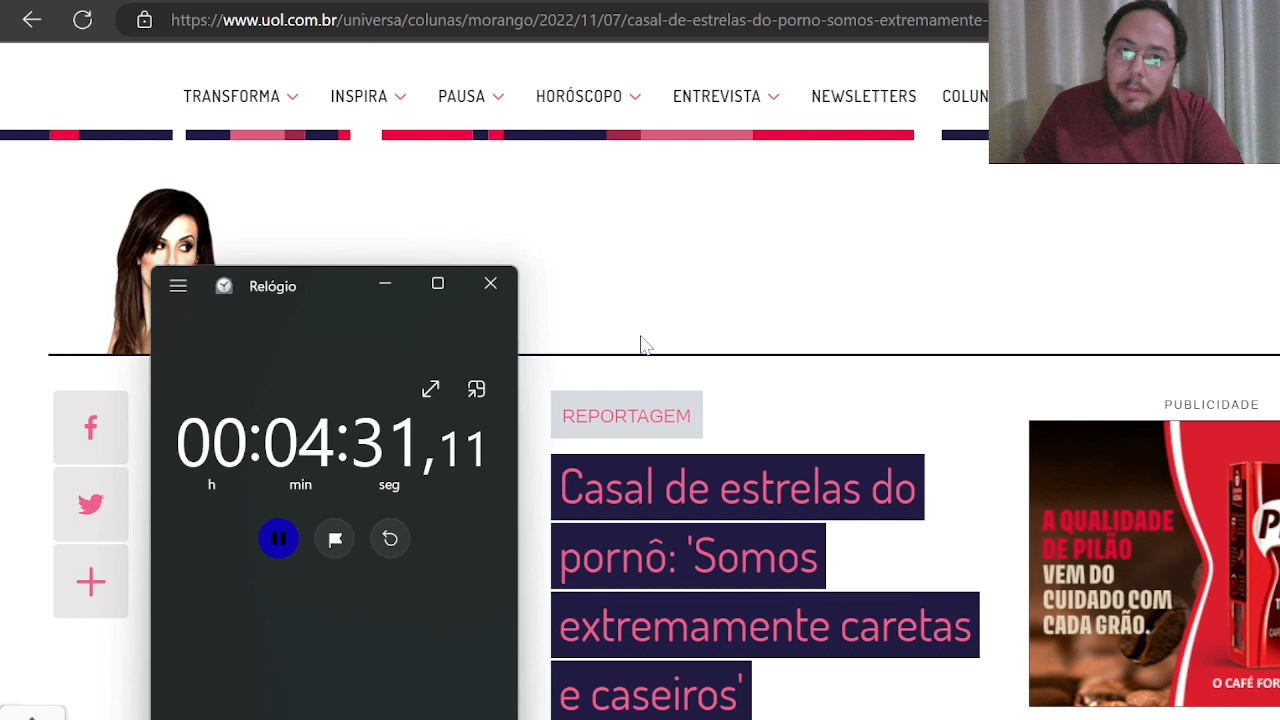 https://www.uol.com.br/universa/colunas/morango/2022/11/07/casal-de-estrelas-do-porno-somos-extremamente-
TRANSFORMA INSPIRA PAUSA HORÓSCOPO ENTREVISTA NEWSLETTERS COLUN
Relógio
00:04:31,11
h min seg
REPORTAGEM
Casal de estrelas do
pornô: 'Somos
extremamente caretas
e caseiros'
PUBLICIDADE
A QUALIDADE
DE PILÃO
VEM DO
CUIDADO COM
CADA GRÃO.
O CAFÉ FOR